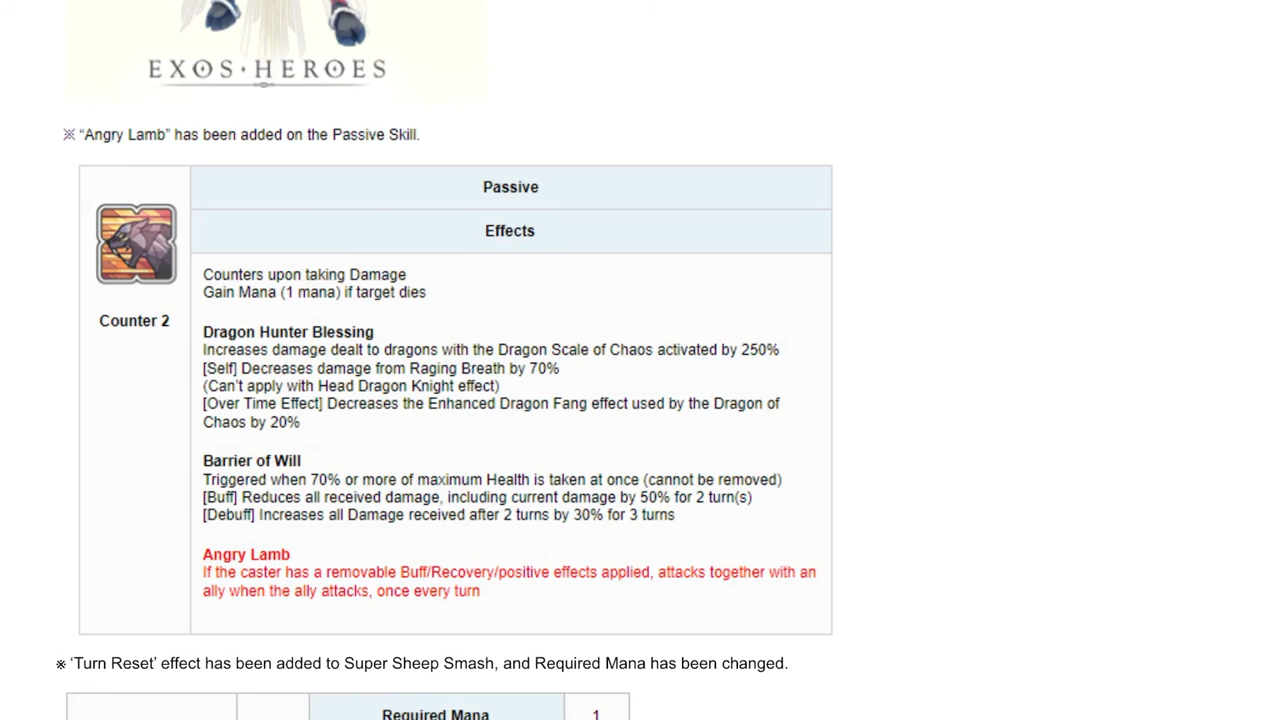 EXOS·HEROES
※ “Angry Lamb” has been added on the Passive Skill.
Passive
Effects
Counter 2
Counters upon taking Damage
Gain Mana (1 mana) if target dies
Dragon Hunter Blessing
Increases damage dealt to dragons with the Dragon Scale of Chaos activated by 250%
[Self] Decreases damage from Raging Breath by 70%
(Can't apply with Head Dragon Knight effect)
[Over Time Effect] Decreases the Enhanced Dragon Fang effect used by the Dragon of
Chaos by 20%
Barrier of Will
Triggered when 70% or more of maximum Health is taken at once (cannot be removed)
[Buff] Reduces all received damage, including current damage by 50% for 2 turn(s)
[Debuff] Increases all Damage received after 2 turns by 30% for 3 turns
Angry Lamb
If the caster has a removable Buff/Recovery/positive effects applied, attacks together with an
ally when the ally attacks, once every turn
※ ‘Turn Reset’ effect has been added to Super Sheep Smash, and Required Mana has been changed.
Required Mana 1